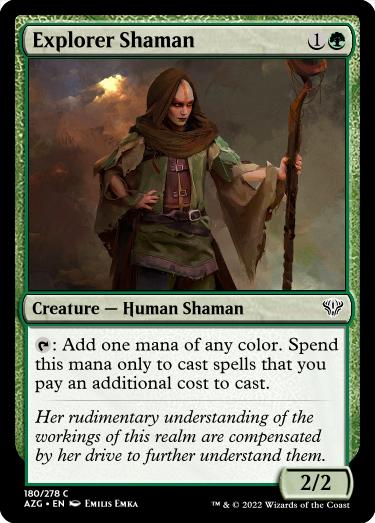 Explorer Shaman 1
Creature — Human Shaman
: Add one mana of any color. Spend
this mana only to cast spells that you
pay an additional cost to cast.
Her rudimentary understanding of the
workings of this realm are compensated
by her drive to further understand them.
2/2
180/278 C
AZG • EN Emilis Emka ™ & © 2022 Wizards of the Coast